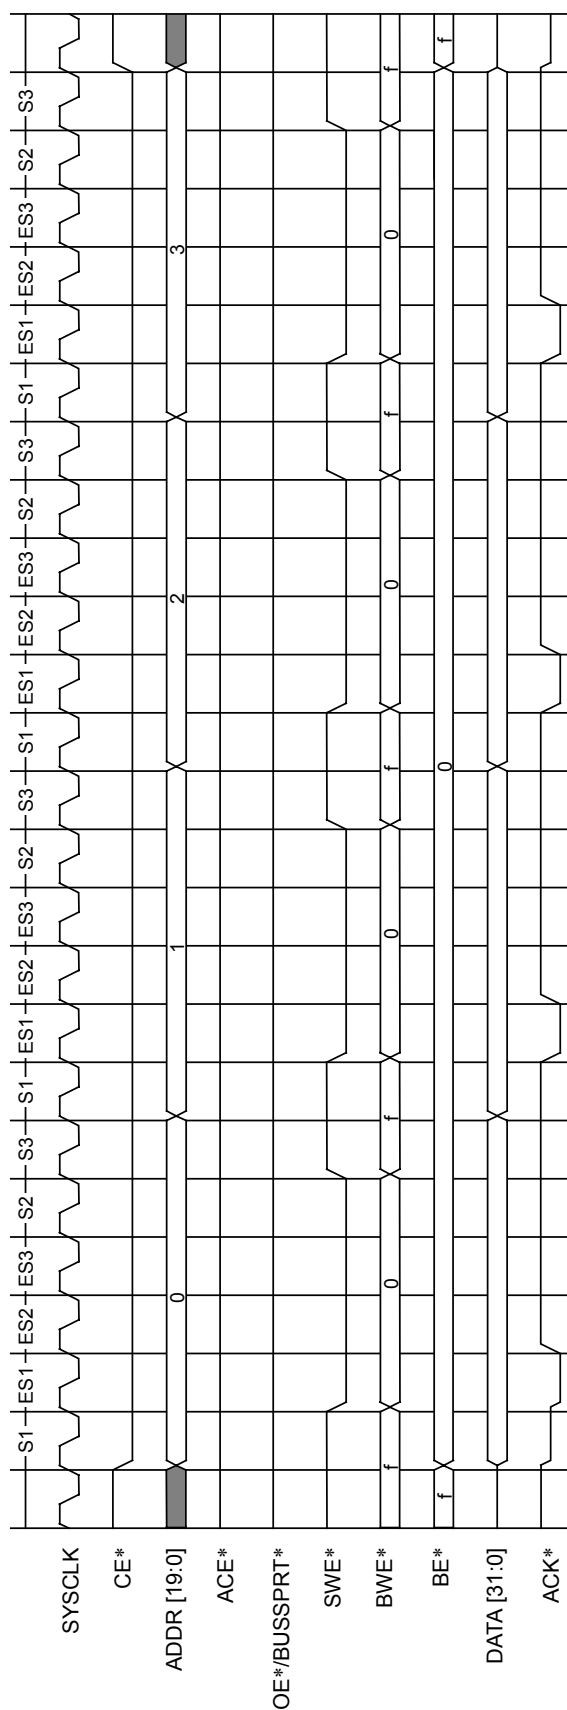 S1 ES1 ES2 ES3 S2 S3 S1 ES1 ES2 ES3 S2 S3 S1 ES1 ES2 ES3 S2 S3 S1 ES1 ES2 ES3 S2 S3
SYSCLK
CE*
ADDR [19:0] 0 1 2 3
ACE*
OE*/BUSSPRT*
SWE*
BWE* f 0 f 0 f 0 f 0 f
BE* f 0 f
DATA [31:0]
ACK*